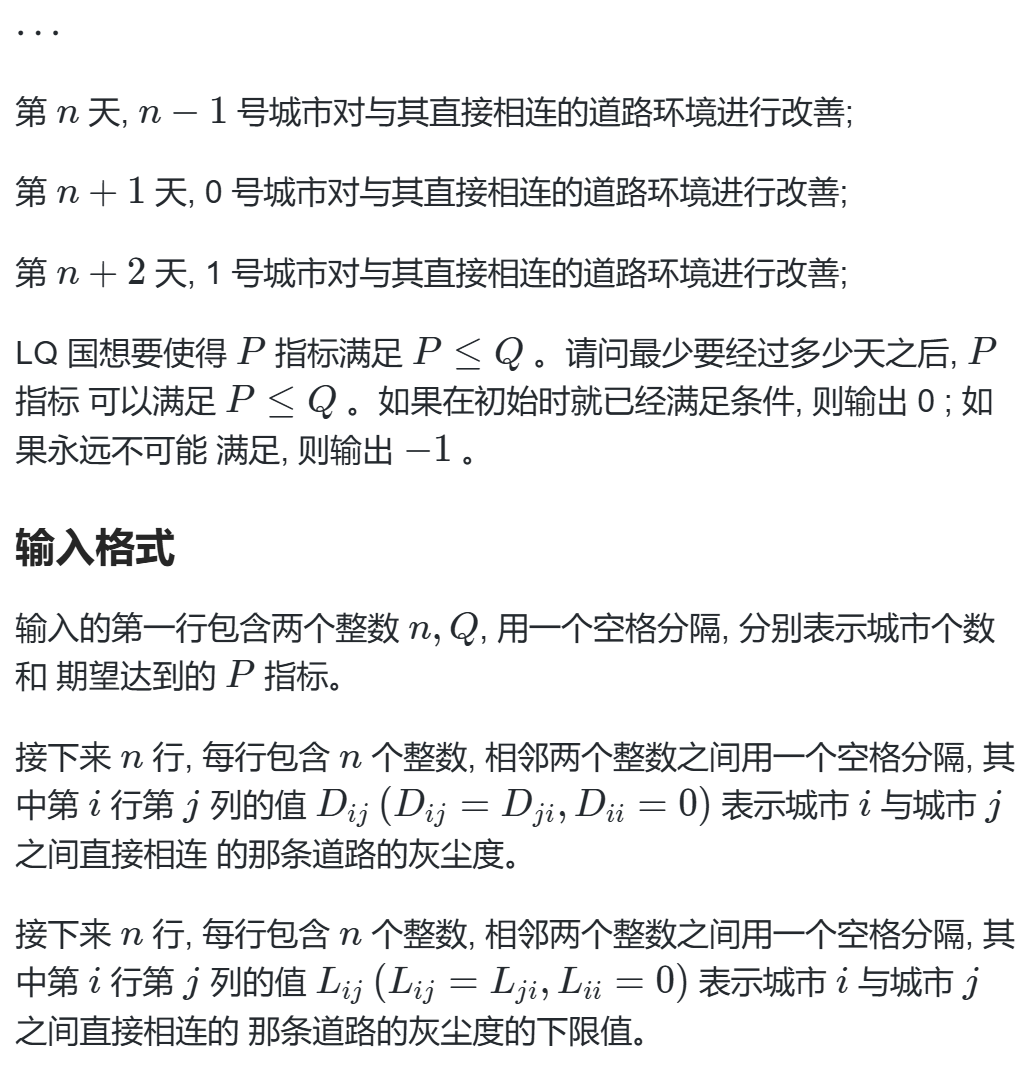 ...
第 n 天, n − 1 号城市对与其直接相连的道路环境进行改善;
第 n + 1 天, 0 号城市对与其直接相连的道路环境进行改善;
第 n + 2 天, 1 号城市对与其直接相连的道路环境进行改善;
LQ 国想要使得 P 指标满足 P ≤ Q 。请问最少要经过多少天之后, P
指标 可以满足 P ≤ Q 。如果在初始时就已经满足条件, 则输出 0 ; 如
果永远不可能 满足, 则输出 −1 。
输入格式
输入的第一行包含两个整数 n, Q, 用一个空格分隔, 分别表示城市个数
和 期望达到的 P 指标。
接下来 n 行, 每行包含 n 个整数, 相邻两个整数之间用一个空格分隔, 其
中第 i 行第 j 列的值 D_{ij} (D_{ij} = D_{ji}, D_{ii} = 0) 表示城市 i 与城市 j
之间直接相连 的那条道路的灰尘度。
接下来 n 行, 每行包含 n 个整数, 相邻两个整数之间用一个空格分隔, 其
中第 i 行第 j 列的值 L_{ij} (L_{ij} = L_{ji}, L_{ii} = 0) 表示城市 i 与城市 j
之间直接相连的 那条道路的灰尘度的下限值。